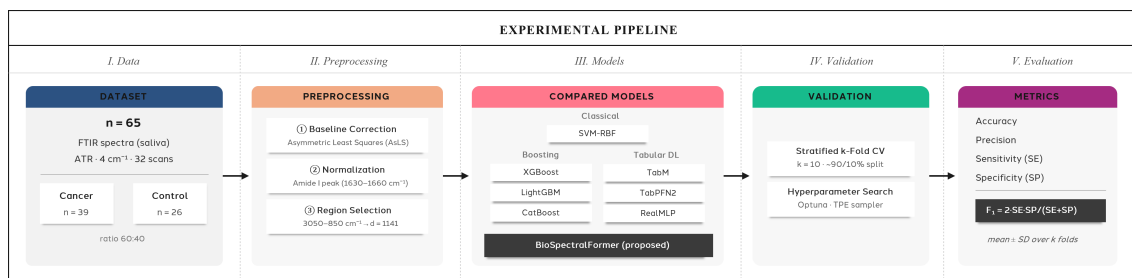 EXPERIMENTAL PIPELINE
I. Data
II. Preprocessing
III. Models
IV. Validation
V. Evaluation
DATASET
n = 65
FTIR spectra (saliva)
ATR · 4 cm⁻¹ · 32 scans
Cancer
n = 39
Control
n = 26
ratio 60:40
PREPROCESSING
① Baseline Correction
Asymmetric Least Squares (AsLS)
② Normalization
Amide I peak (1630–1660 cm⁻¹)
③ Region Selection
3050–850 cm⁻¹ → d = 1141
COMPARED MODELS
Classical
SVM-RBF
Boosting
XGBoost
LightGBM
CatBoost
Tabular DL
TabM
TabPFN2
RealMLP
BioSpectralFormer (proposed)
VALIDATION
Stratified k-Fold CV
k = 10 · ~90/10% split
Hyperparameter Search
Optuna · TPE sampler
METRICS
Accuracy
Precision
Sensitivity (SE)
Specificity (SP)
F₁ = 2·SE·SP/(SE+SP)
mean ± SD over k folds